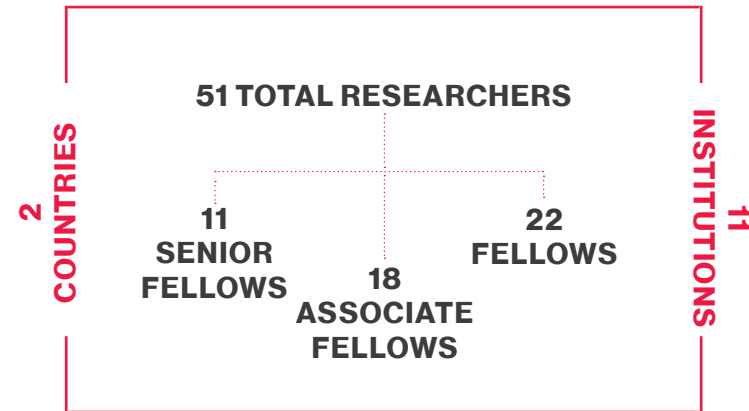 51 TOTAL RESEARCHERS
2
COUNTRIES
11
SENIOR
FELLOWS
18
ASSOCIATE
FELLOWS
22
FELLOWS
11
INSTITUTIONS